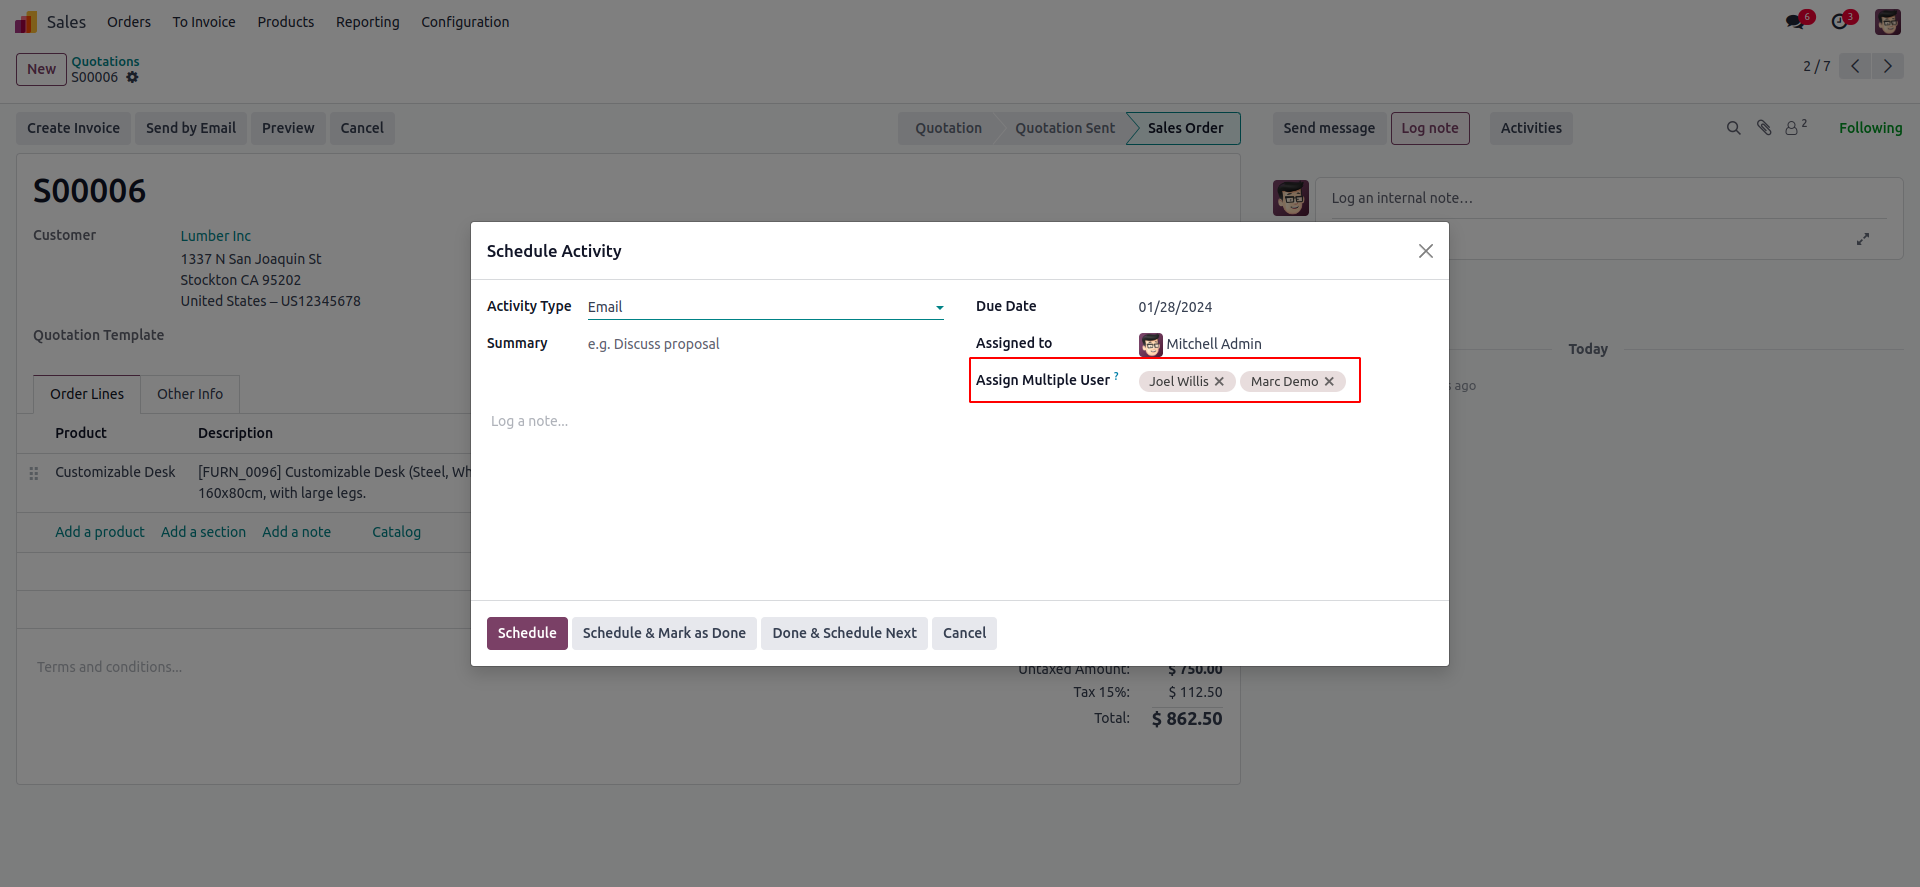 Sales Orders To Invoice Products Reporting Configuration 6 3
New Quotations
S00006 2 / 7
Create Invoice Send by Email Preview Cancel Quotation Quotation Sent Sales Order Send message Log note Activities 2 Following
S00006
Log an internal note...
Customer Lumber Inc
1337 N San Joaquin St
Stockton CA 95202
United States – US12345678
Quotation Template
Today
s ago
Order Lines Other Info
Product Description
Customizable Desk [FURN_0096] Customizable Desk (Steel, Wh
160x80cm, with large legs.
Add a product Add a section Add a note Catalog
Terms and conditions...
Schedule Activity
Activity Type Email Due Date 01/28/2024
Summary e.g. Discuss proposal Assigned to Mitchell Admin
Assign Multiple User ? Joel Willis Marc Demo
Log a note...
Schedule Schedule & Mark as Done Done & Schedule Next Cancel
Untaxed Amount: $ 750.00
Tax 15%: $ 112.50
Total: $ 862.50